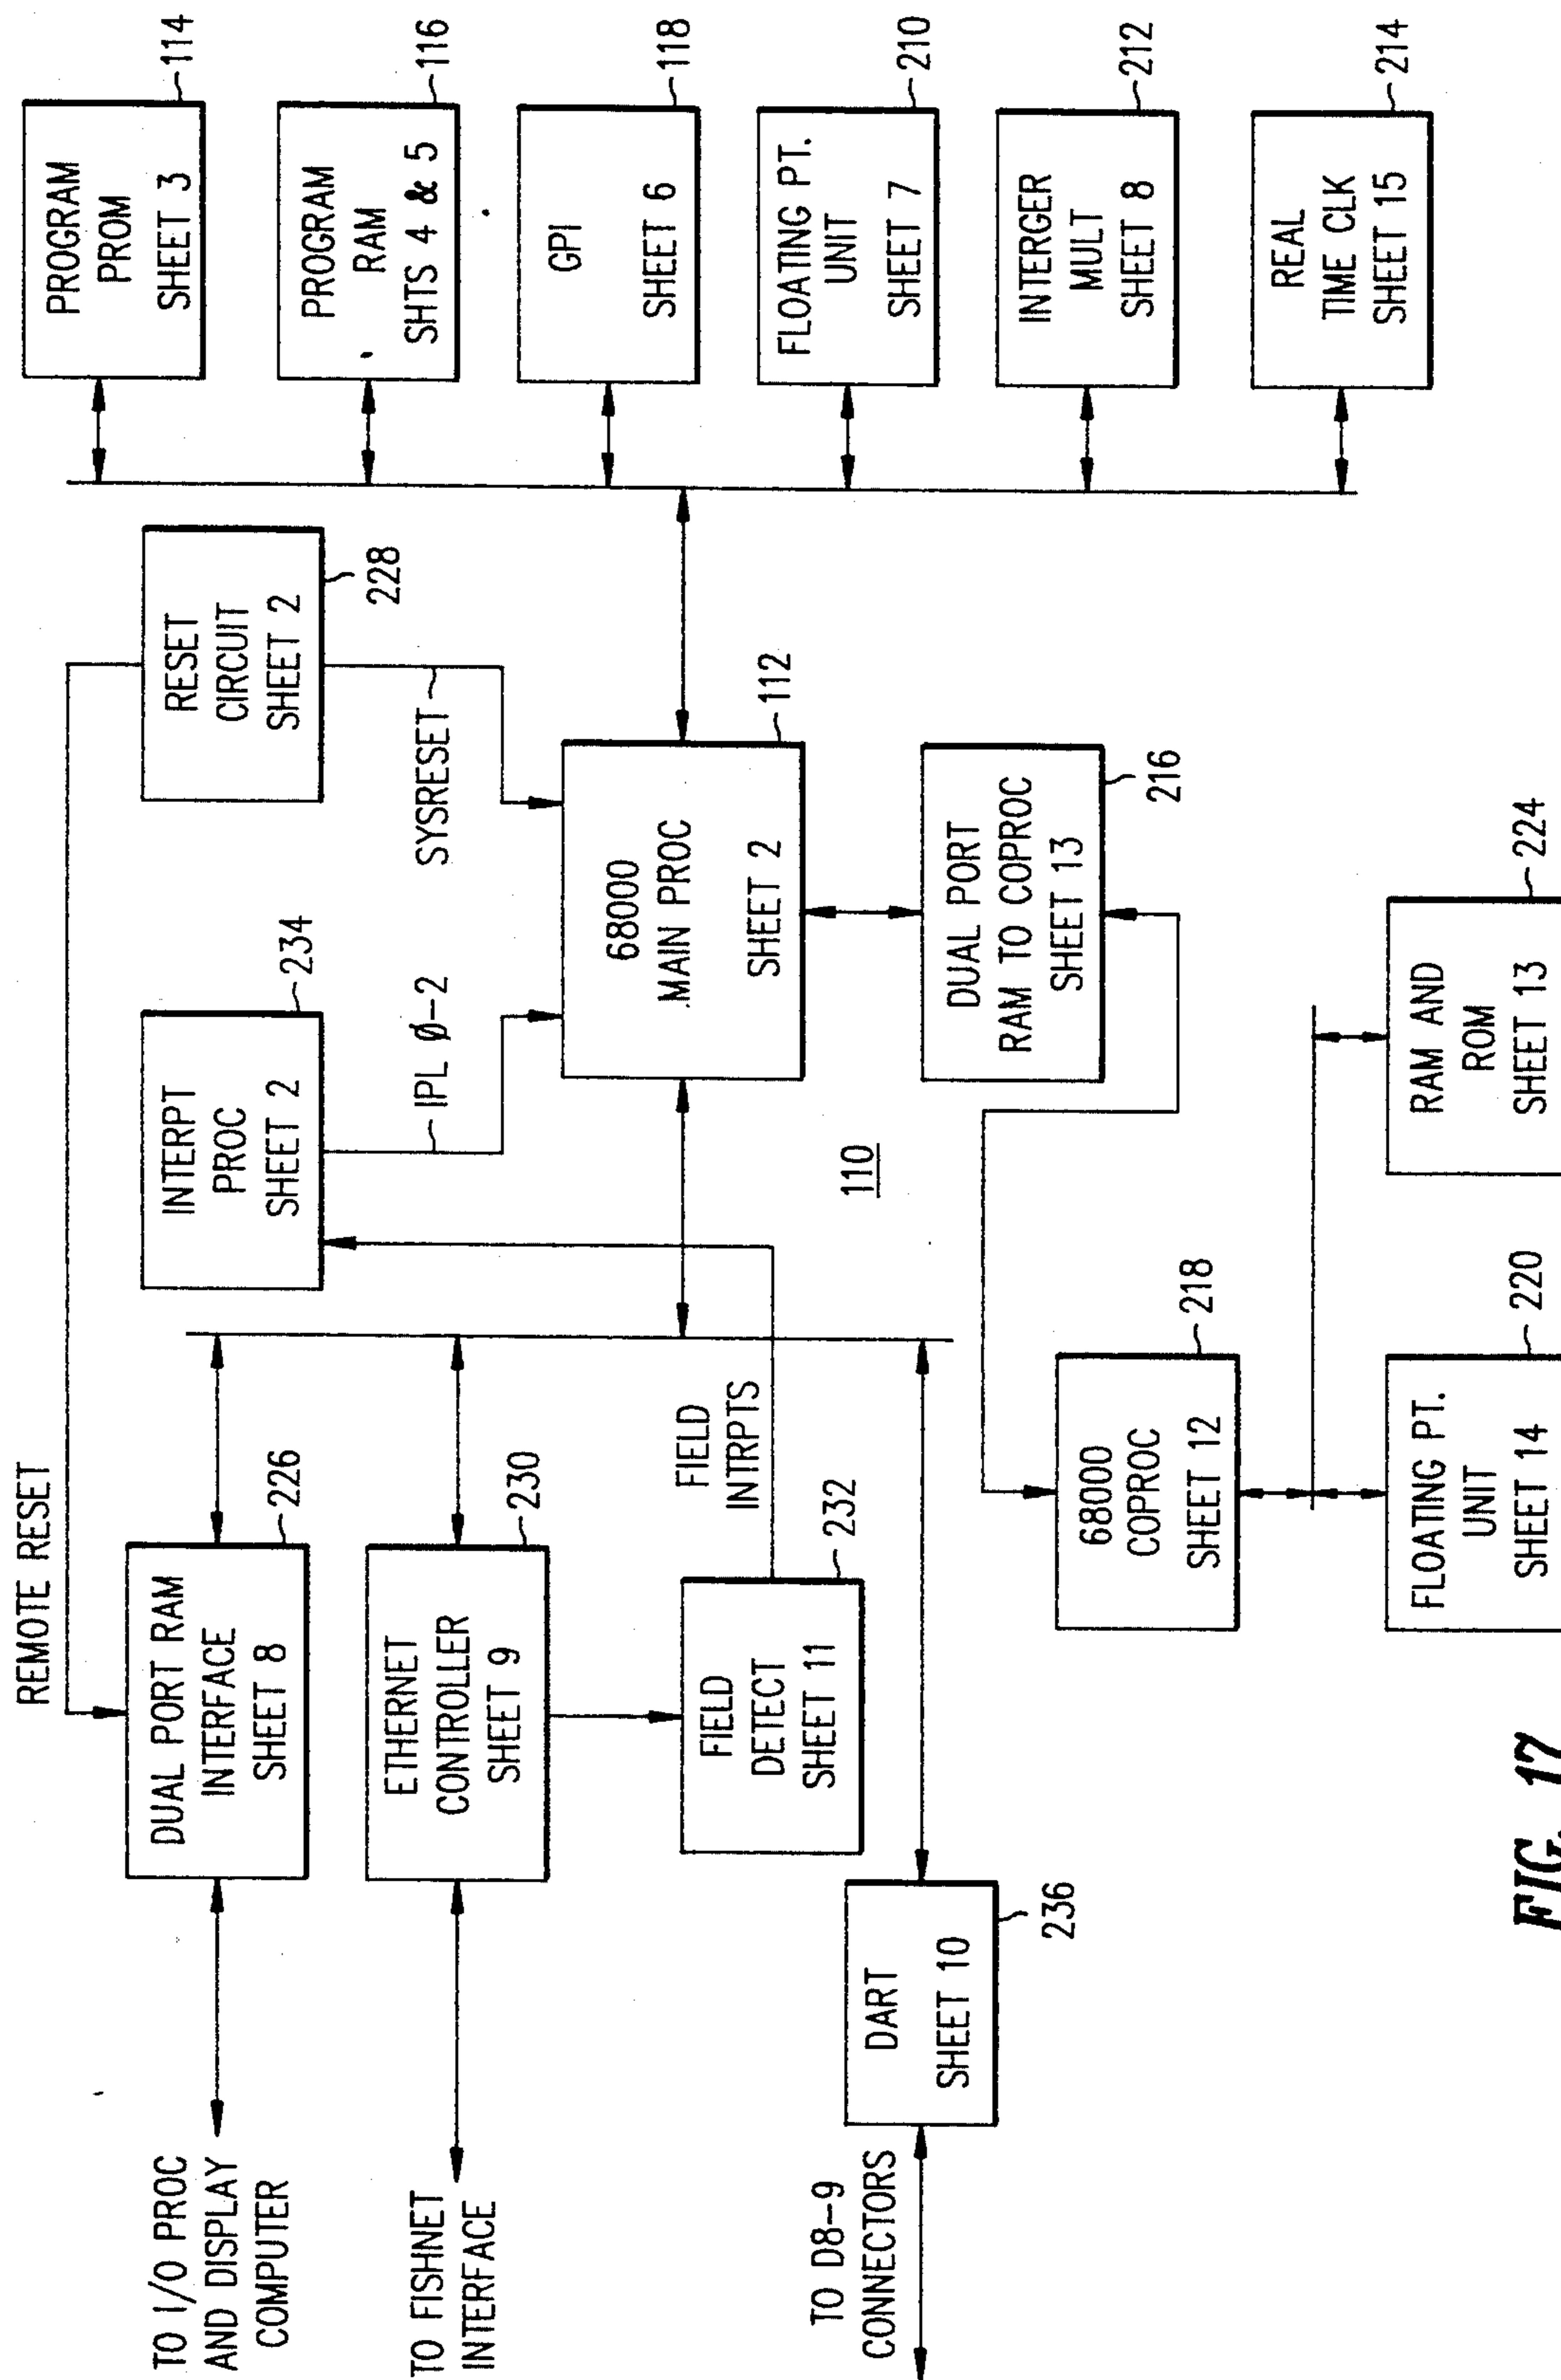 REMOTE RESET
TO I/O PROC
AND DISPLAY
COMPUTER
DUAL PORT RAM
INTERFACE
SHEET 8
226
INTERPT
PROC
SHEET 2
234
RESET
CIRCUIT
SHEET 2
228
PROGRAM
PROM
SHEET 3
114
PROGRAM
RAM
SHTS 4 & 5
116
TO FISHNET
INTERFACE
ETHERNET
CONTROLLER
SHEET 9
230
IPL Ø-2
SYSRESET
GPI
SHEET 6
118
FIELD
DETECT
SHEET 11
232
FIELD
INTRPTS
68000
MAIN PROC
SHEET 2
112
FLOATING PT.
UNIT
SHEET 7
210
TO D8-9
CONNECTORS
DART
SHEET 10
236
110
DUAL PORT
RAM TO COPROC
SHEET 13
216
INTERGER
MULT
SHEET 8
212
68000
COPROC
SHEET 12
218
REAL
TIME CLK
SHEET 15
214
FLOATING PT.
UNIT
SHEET 14
220
RAM AND
ROM
SHEET 13
224
FIG. 17